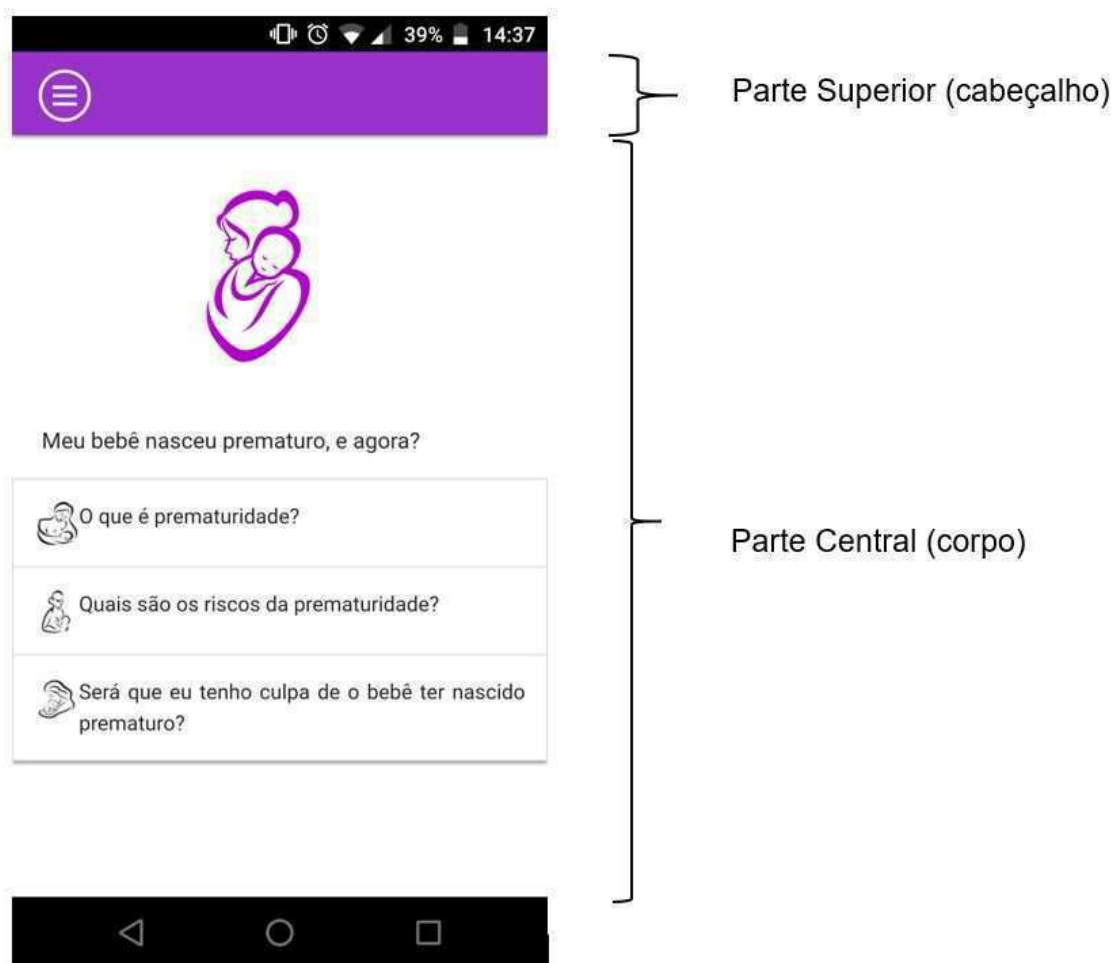 39% 14:37
Parte Superior (cabeçalho)
Meu bebê nasceu prematuro, e agora?
O que é prematuridade?
Quais são os riscos da prematuridade?
Parte Central (corpo)
Será que eu tenho culpa de o bebê ter nascido
prematuro?